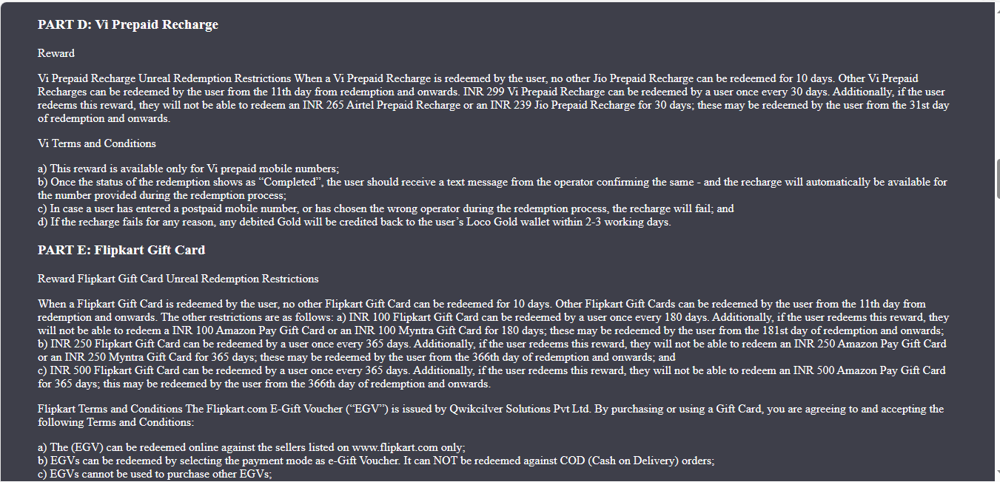 PART D: Vi Prepaid Recharge
Reward
Vi Prepaid Recharge Unreal Redemption Restrictions When a Vi Prepaid Recharge is redeemed by the user, no other Jio Prepaid Recharge can be redeemed for 10 days. Other Vi Prepaid
Recharges can be redeemed by the user from the 11th day from redemption and onwards. INR 299 Vi Prepaid Recharge can be redeemed by a user once every 30 days. Additionally, if the user
redeems this reward, they will not be able to redeem an INR 265 Airtel Prepaid Recharge or an INR 239 Jio Prepaid Recharge for 30 days; these may be redeemed by the user from the 31st day
of redemption and onwards.
Vi Terms and Conditions
a) This reward is available only for Vi prepaid mobile numbers;
b) Once the status of the redemption shows as “Completed”, the user should receive a text message from the operator confirming the same - and the recharge will automatically be available for
the number provided during the redemption process;
c) In case a user has entered a postpaid mobile number, or has chosen the wrong operator during the redemption process, the recharge will fail; and
d) If the recharge fails for any reason, any debited Gold will be credited back to the user’s Loco Gold wallet within 2-3 working days.
PART E: Flipkart Gift Card
Reward Flipkart Gift Card Unreal Redemption Restrictions
When a Flipkart Gift Card is redeemed by the user, no other Flipkart Gift Card can be redeemed for 10 days. Other Flipkart Gift Cards can be redeemed by the user from the 11th day from
redemption and onwards. The other restrictions are as follows: a) INR 100 Flipkart Gift Card can be redeemed by a user once every 180 days. Additionally, if the user redeems this reward, they
will not be able to redeem a INR 100 Amazon Pay Gift Card or an INR 100 Myntra Gift Card for 180 days; these may be redeemed by the user from the 181st day of redemption and onwards;
b) INR 250 Flipkart Gift Card can be redeemed by a user once every 365 days. Additionally, if the user redeems this reward, they will not be able to redeem an INR 250 Amazon Pay Gift Card
or an INR 250 Myntra Gift Card for 365 days; these may be redeemed by the user from the 366th day of redemption and onwards; and
c) INR 500 Flipkart Gift Card can be redeemed by a user once every 365 days. Additionally, if the user redeems this reward, they will not be able to redeem an INR 500 Amazon Pay Gift Card
for 365 days; this may be redeemed by the user from the 366th day of redemption and onwards.
Flipkart Terms and Conditions The Flipkart.com E-Gift Voucher (“EGV”) is issued by Qwikcilver Solutions Pvt Ltd. By purchasing or using a Gift Card, you are agreeing to and accepting the
following Terms and Conditions:
a) The (EGV) can be redeemed online against the sellers listed on www.flipkart.com only;
b) EGVs can be redeemed by selecting the payment mode as e-Gift Voucher. It can NOT be redeemed against COD (Cash on Delivery) orders;
c) EGVs cannot be used to purchase other EGVs;